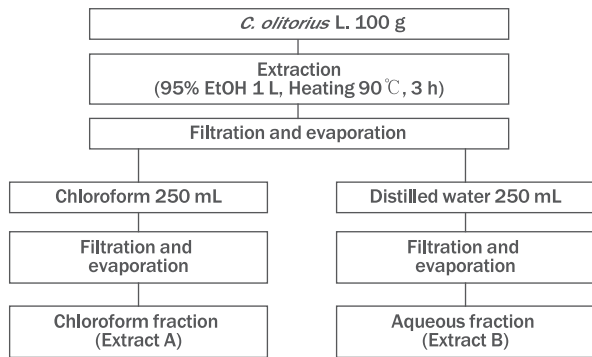 C. olitorius L. 100 g
Extraction
(95% EtOH 1 L, Heating 90℃, 3 h)
Filtration and evaporation
Chloroform 250 mL
Distilled water 250 mL
Filtration and
evaporation
Filtration and
evaporation
Chloroform fraction
(Extract A)
Aqueous fraction
(Extract B)